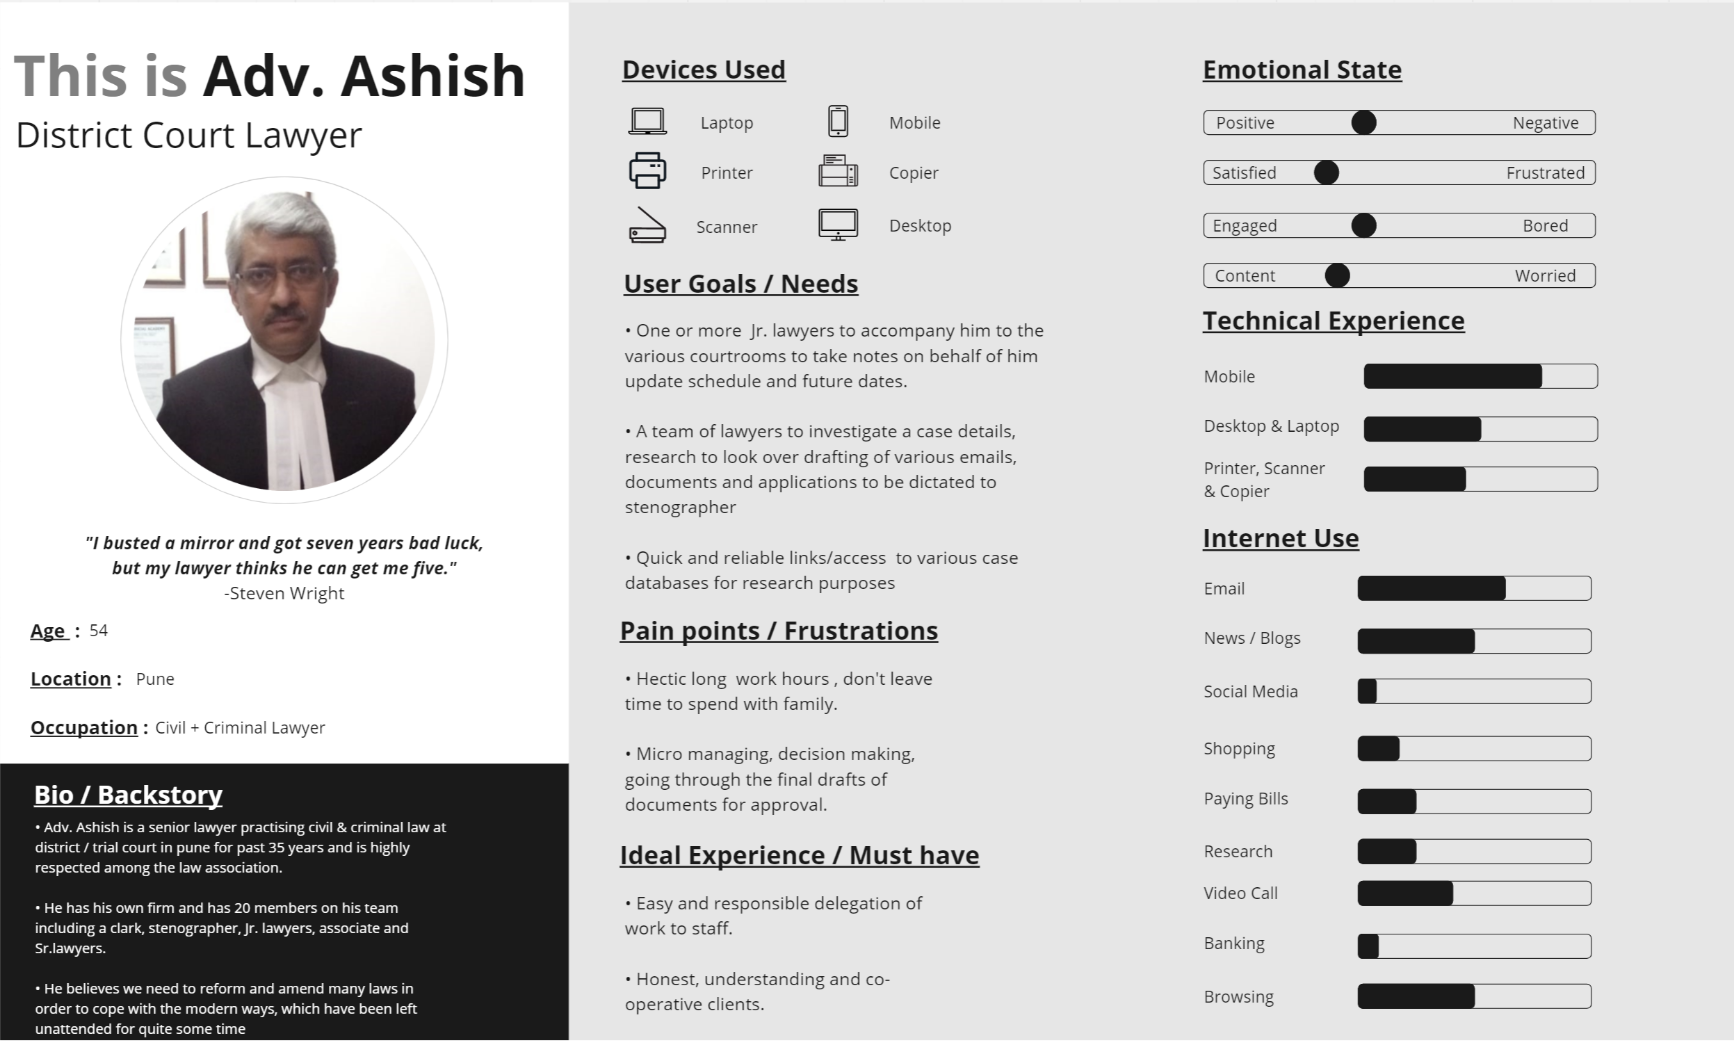 This is Adv. Ashish
District Court Lawyer
"I busted a mirror and got seven years bad luck,
but my lawyer thinks he can get me five."
-Steven Wright
Age : 54
Location : Pune
Occupation : Civil + Criminal Lawyer
Bio / Backstory
• Adv. Ashish is a senior lawyer practising civil & criminal law at
district / trial court in pune for past 35 years and is highly
respected among the law association.
• He has his own firm and has 20 members on his team
including a clark, stenographer, Jr. lawyers, associate and
Sr.lawyers.
• He believes we need to reform and amend many laws in
order to cope with the modern ways, which have been left
unattended for quite some time
Devices Used
Laptop
Mobile
Printer
Copier
Scanner
Desktop
User Goals / Needs
• One or more Jr. lawyers to accompany him to the
various courtrooms to take notes on behalf of him
update schedule and future dates.
• A team of lawyers to investigate a case details,
research to look over drafting of various emails,
documents and applications to be dictated to
stenographer
• Quick and reliable links/access to various case
databases for research purposes
Pain points / Frustrations
• Hectic long work hours , don't leave
time to spend with family.
• Micro managing, decision making,
going through the final drafts of
documents for approval.
Ideal Experience / Must have
• Easy and responsible delegation of
work to staff.
• Honest, understanding and co-
operative clients.
Emotional State
Positive Negative
Satisfied Frustrated
Engaged Bored
Content Worried
Technical Experience
Mobile
Desktop & Laptop
Printer, Scanner
& Copier
Internet Use
Email
News / Blogs
Social Media
Shopping
Paying Bills
Research
Video Call
Banking
Browsing